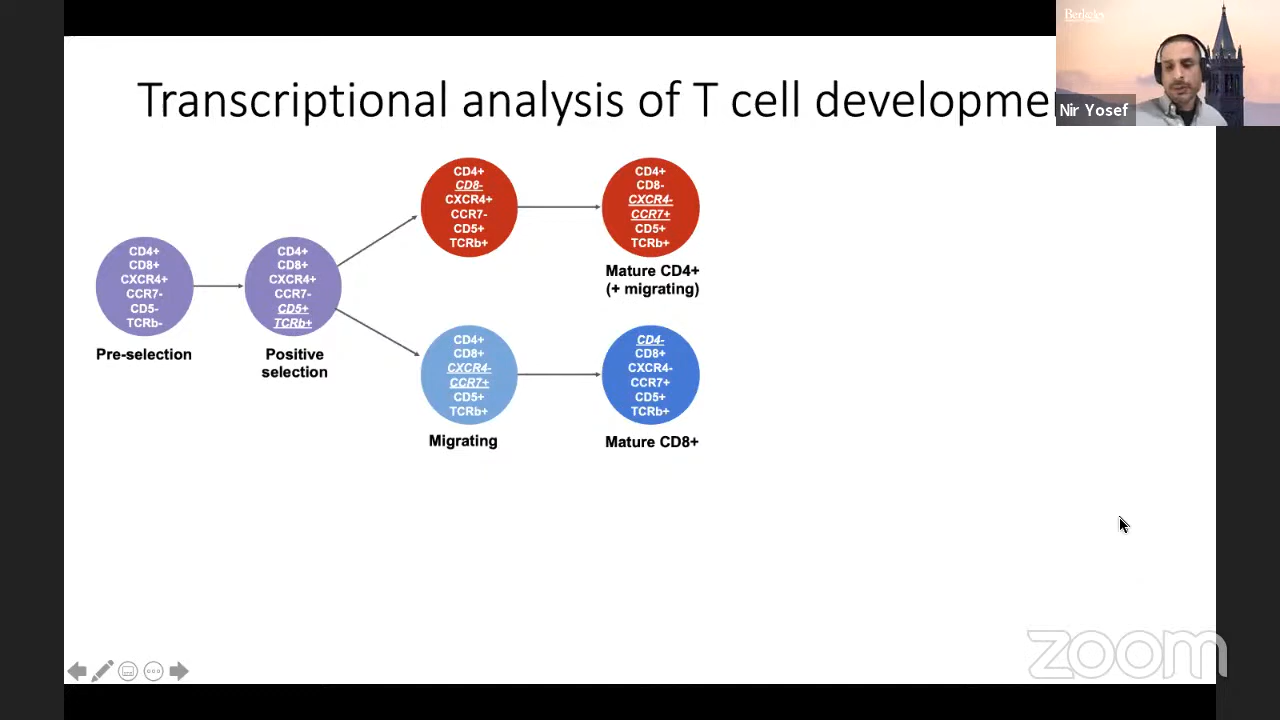 Berkeley
Nir Yosef
Transcriptional analysis of T cell developme
CD4+
CD8+
CXCR4+
CCR7-
CD5-
TCRb-
Pre-selection
CD4+
CD8+
CXCR4+
CCR7-
CD5+
TCRb+
Positive
selection
CD4+
CD8-
CXCR4+
CCR7-
CD5+
TCRb+
CD4+
CD8-
CXCR4-
CCR7+
CD5+
TCRb+
Mature CD4+
(+ migrating)
CD4+
CD8+
CXCR4-
CCR7+
CD5+
TCRb+
Migrating
CD4-
CD8+
CXCR4-
CCR7+
CD5+
TCRb+
Mature CD8+
zoom